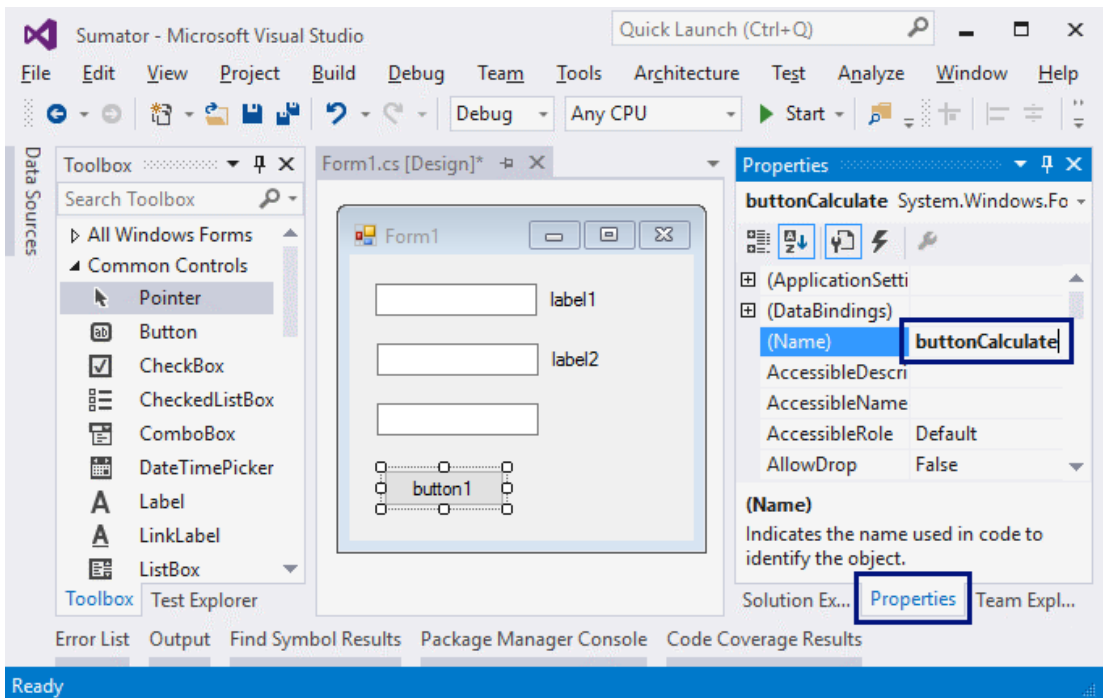 Sumator - Microsoft Visual Studio
Quick Launch (Ctrl+Q)
File Edit View Project Build Debug Team Tools Architecture Test Analyze Window Help
Debug Any CPU Start
Data Sources
Toolbox
Search Toolbox
All Windows Forms
Common Controls
Pointer
Button
CheckBox
CheckedListBox
ComboBox
DateTimePicker
Label
LinkLabel
ListBox
Toolbox Test Explorer
Form1.cs [Design]*
Form1
label1
label2
button1
Properties
buttonCalculate System.Windows.Fo
(ApplicationSetti
(DataBindings)
(Name) buttonCalculate
AccessibleDescri
AccessibleName
AccessibleRole Default
AllowDrop False
(Name)
Indicates the name used in code to
identify the object.
Solution Ex... Properties Team Expl...
Error List Output Find Symbol Results Package Manager Console Code Coverage Results
Ready